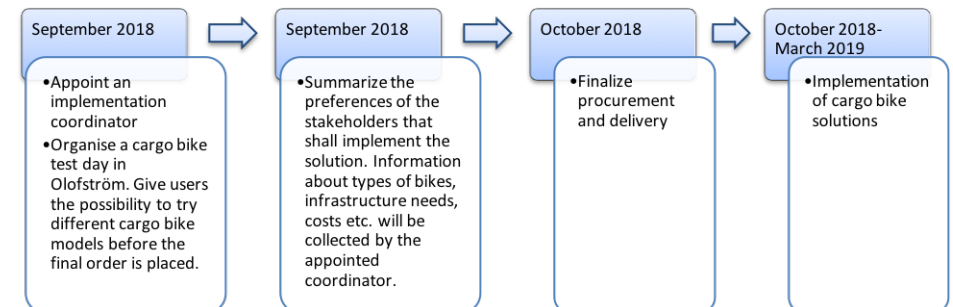 September 2018
•Appoint an
implementation
coordinator
•Organise a cargo bike
test day in
Olofström. Give users
the possibility to try
different cargo bike
models before the
final order is placed.
September 2018
•Summarize the
preferences of the
stakeholders that
shall implement the
solution. Information
about types of bikes,
infrastructure needs,
costs etc. will be
collected by the
appointed
coordinator.
October 2018
•Finalize
procurement
and delivery
October 2018-
March 2019
•Implementation
of cargo bike
solutions